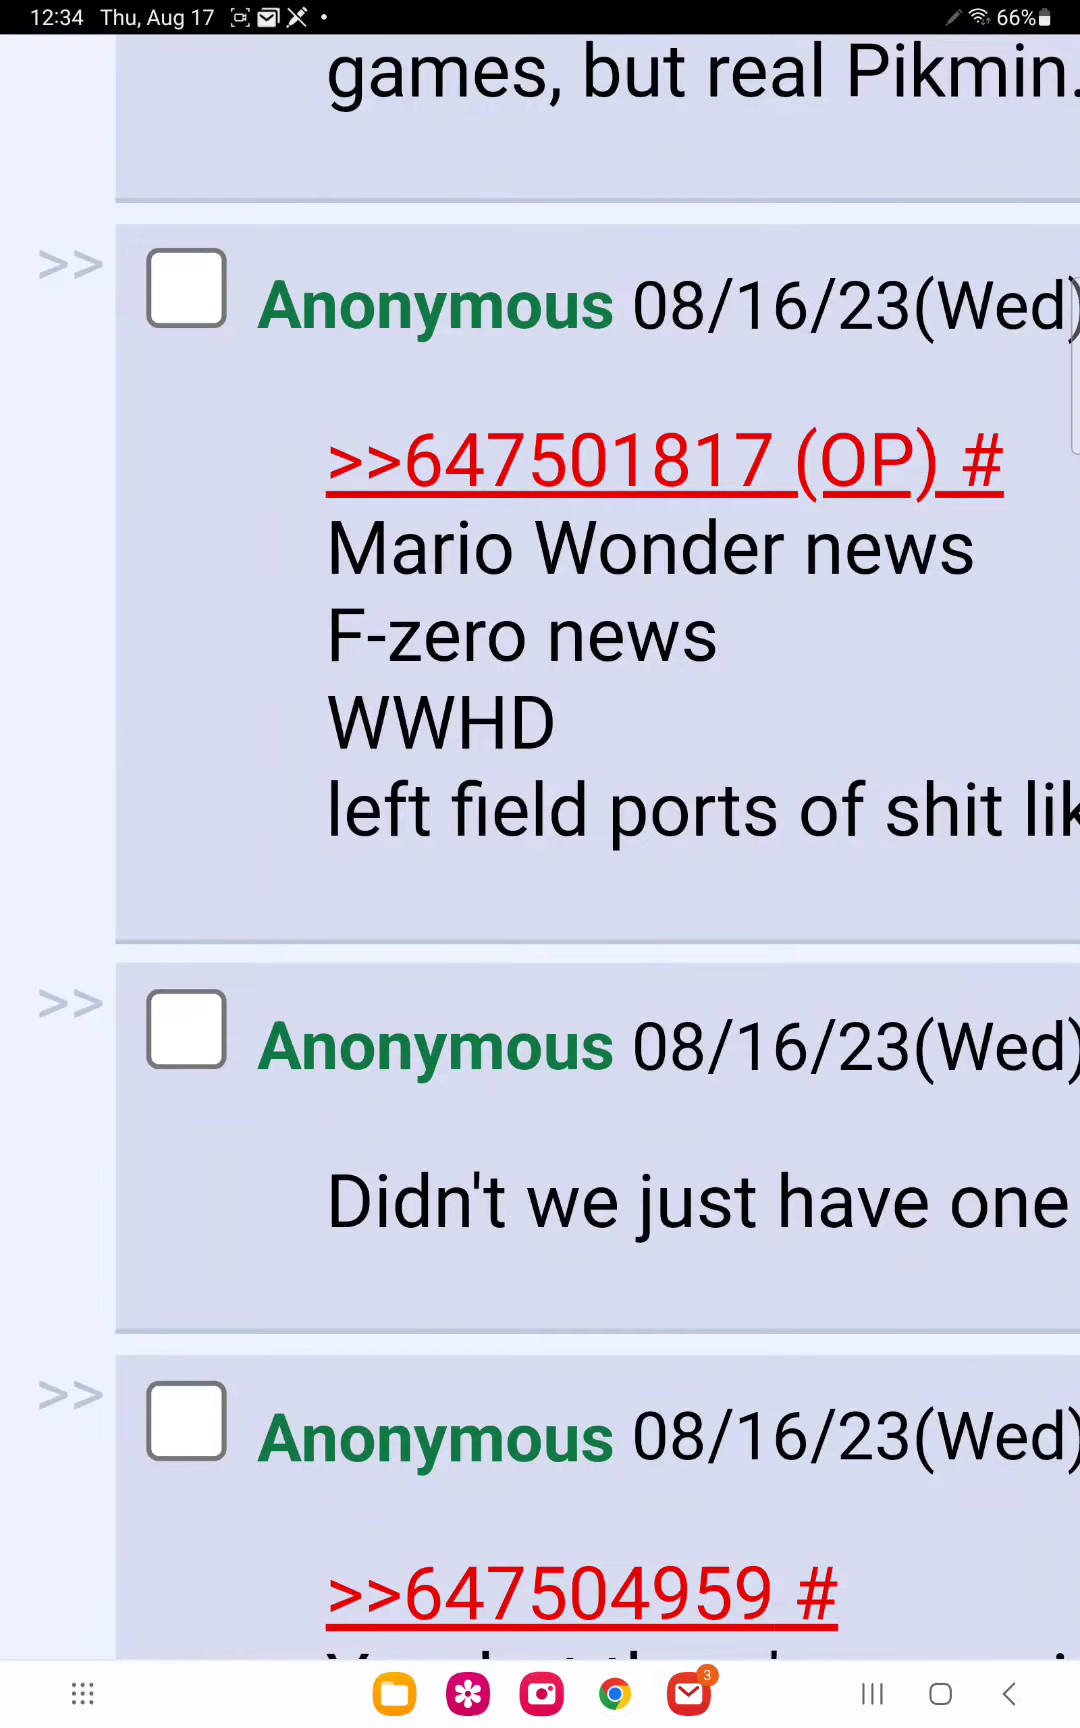 12:34 Thu, Aug 17 66%
games, but real Pikmin.
>> Anonymous 08/16/23(Wed)
>>647501817 (OP) #
Mario Wonder news
F-zero news
WWHD
left field ports of shit
>> Anonymous 08/16/23(Wed)
Didn't we just have one
>> Anonymous 08/16/23(Wed)
>>647504959 #
3